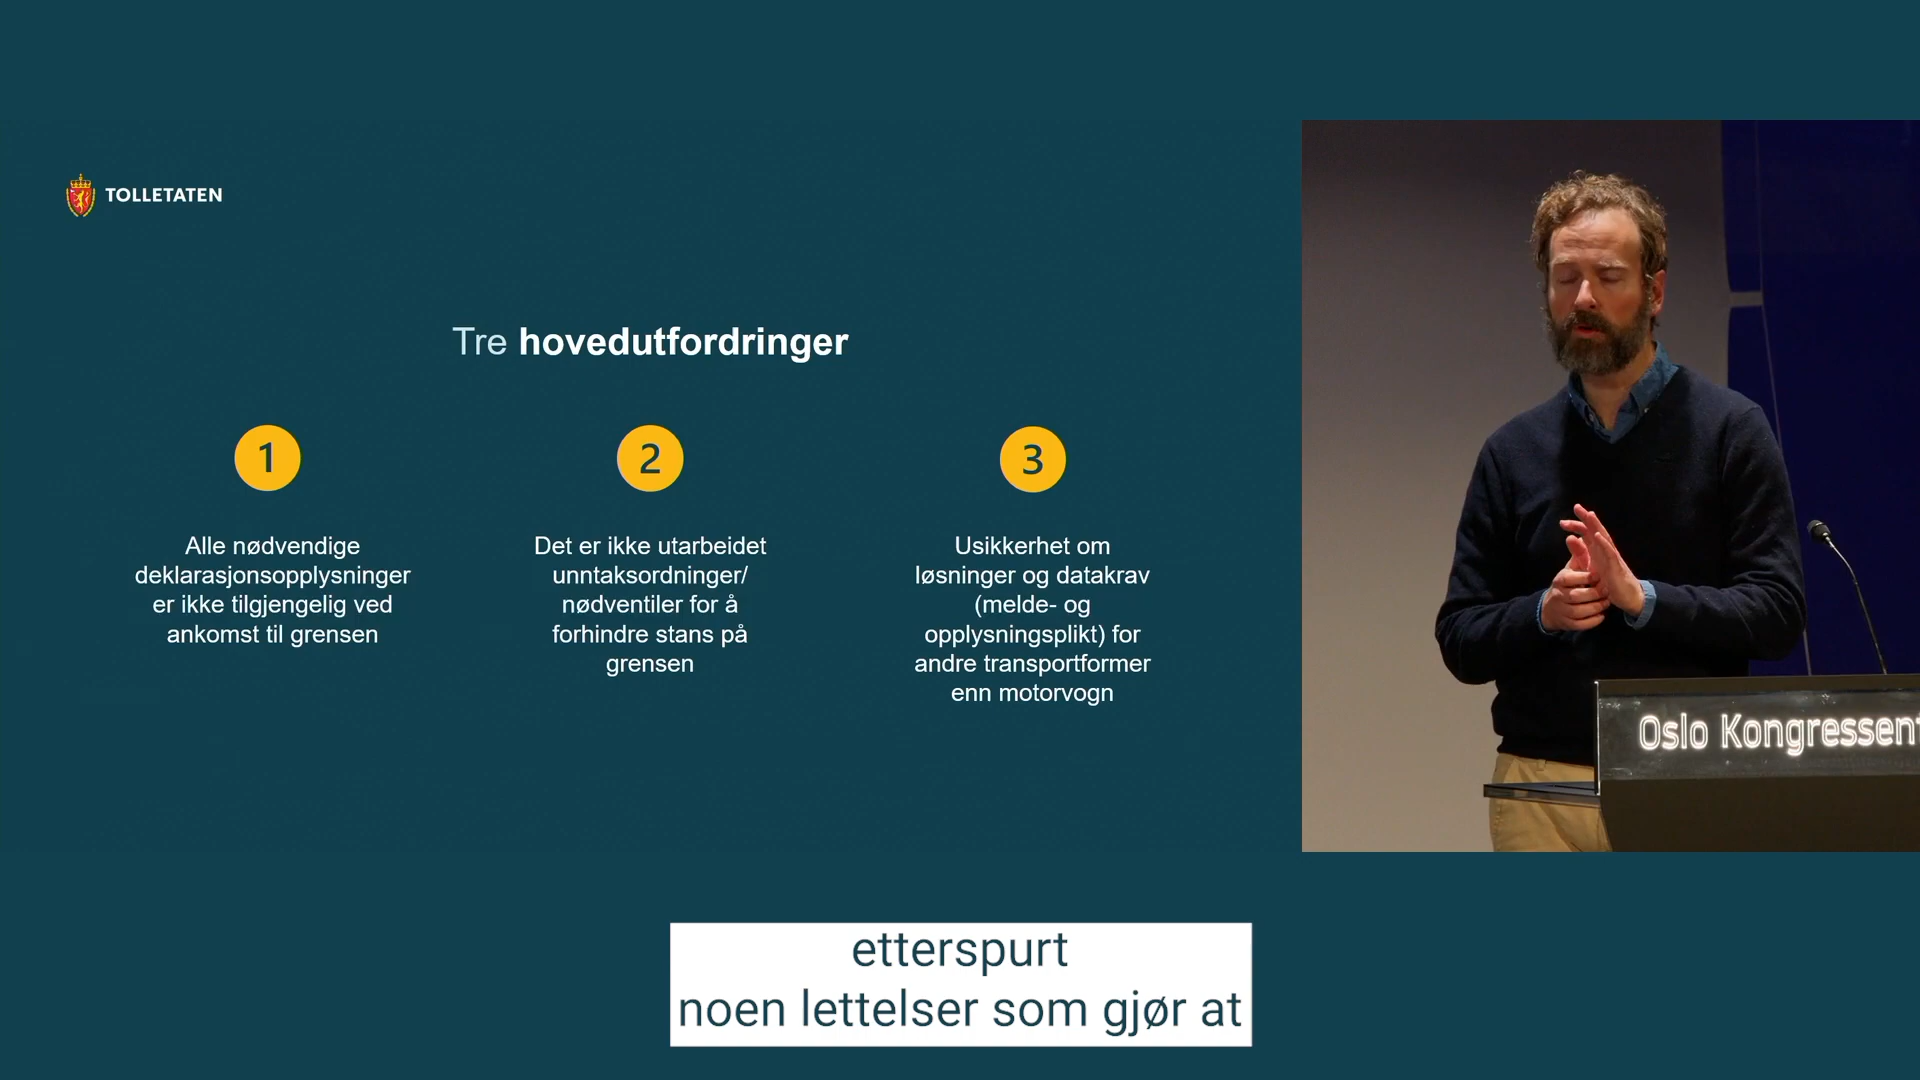 TOLLETATEN
Tre hovedutfordringer
1
Alle nødvendige
deklarasjonsopplysninger
er ikke tilgjengelig ved
ankomst til grensen
2
Det er ikke utarbeidet
unntaksordninger/
nødventiler for å
forhindre stans på
grensen
3
Usikkerhet om
løsninger og datakrav
(melde- og
opplysningsplikt) for
andre transportformer
enn motorvogn
Oslo Kongressent
etterspurt
noen lettelser som gjør at